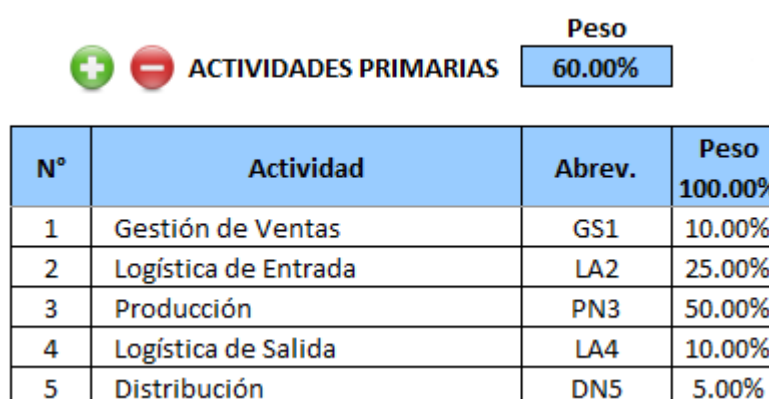 Peso
ACTIVIDADES PRIMARIAS 60.00%
N° Actividad Abrev. Peso
100.00%
1 Gestión de Ventas GS1 10.00%
2 Logística de Entrada LA2 25.00%
3 Producción PN3 50.00%
4 Logística de Salida LA4 10.00%
5 Distribución DN5 5.00%